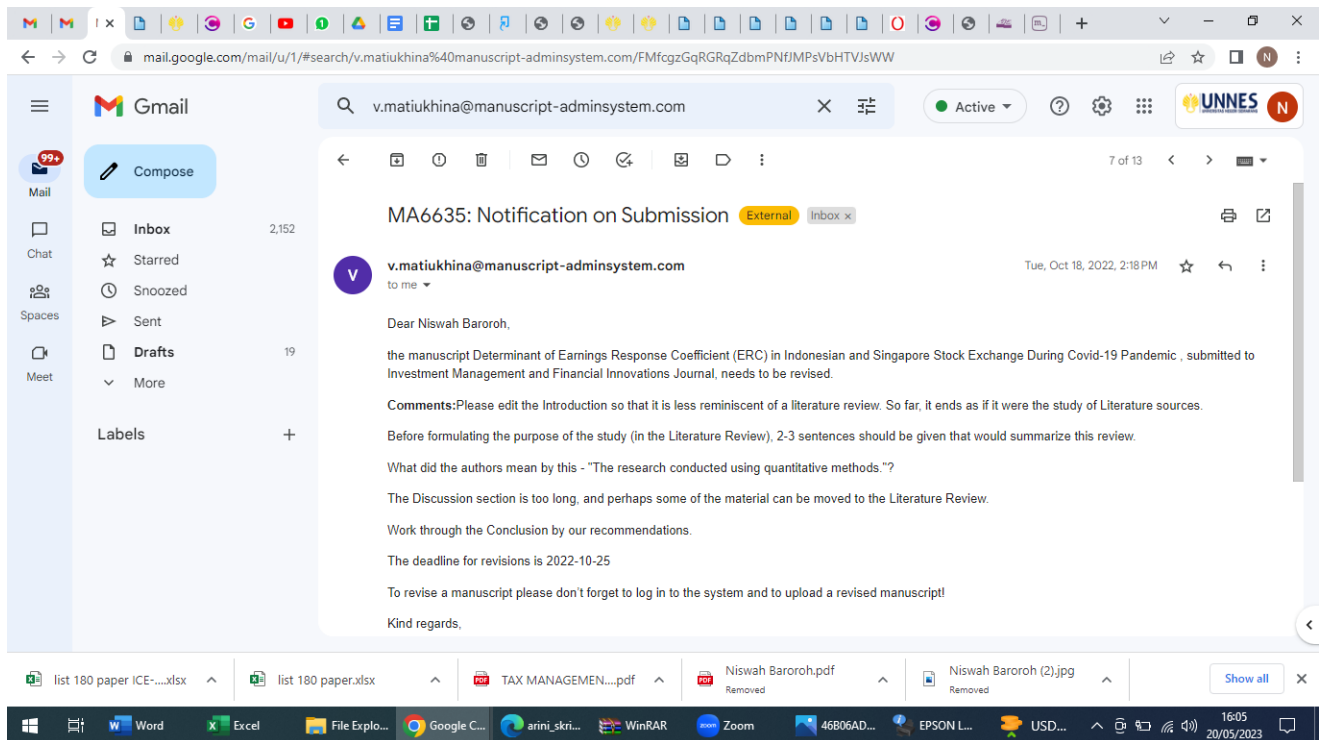 mail.google.com/mail/u/1/#search/v.matiukhina%40manuscript-adminsystem.com/FMfcgzGqRGRqZdbmPNfJMPsVbHTVJsWW
N
Gmail
v.matiukhina@manuscript-adminsystem.com
Active
UNNES
N
99+
Mail
Chat
Spaces
Meet
Compose
Inbox 2,152
Starred
Snoozed
Sent
Drafts 19
More
Labels
7 of 13
MA6635: Notification on Submission External Inbox x
V
v.matiukhina@manuscript-adminsystem.com
Tue, Oct 18, 2022, 2:18 PM
to me
Dear Niswah Baroroh,
the manuscript Determinant of Earnings Response Coefficient (ERC) in Indonesian and Singapore Stock Exchange During Covid-19 Pandemic , submitted to
Investment Management and Financial Innovations Journal, needs to be revised.
Comments:Please edit the Introduction so that it is less reminiscent of a literature review. So far, it ends as if it were the study of Literature sources.
Before formulating the purpose of the study (in the Literature Review), 2-3 sentences should be given that would summarize this review.
What did the authors mean by this - "The research conducted using quantitative methods."?
The Discussion section is too long, and perhaps some of the material can be moved to the Literature Review.
Work through the Conclusion by our recommendations.
The deadline for revisions is 2022-10-25
To revise a manuscript please don't forget to log in to the system and to upload a revised manuscript!
Kind regards,
list 180 paper ICE-....xlsx
list 180 paper.xlsx
TAX MANAGEMEN....pdf
Niswah Baroroh.pdf
Removed
Niswah Baroroh (2).jpg
Removed
Show all
Word
Excel
File Explo...
Google C...
arini_skri...
WinRAR
Zoom
46B06AD...
EPSON L...
USD...
16:05
20/05/2023